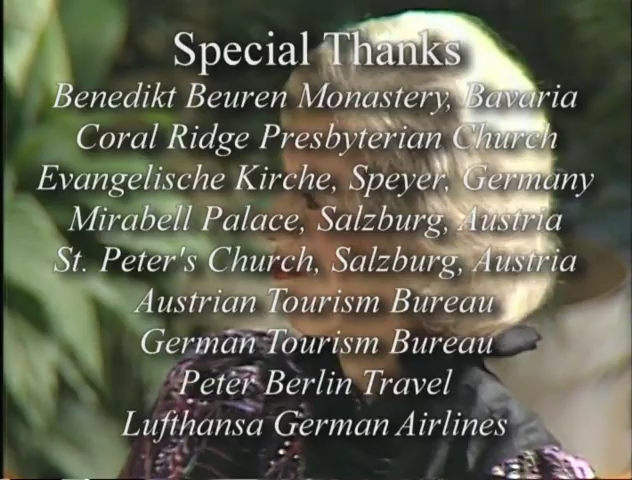 Special Thanks
Benedikt Beuren Monastery, Bavaria
Coral Ridge Presbyterian Church
Evangelische Kirche, Speyer, Germany
Mirabell Palace, Salzburg, Austria
St. Peter's Church, Salzburg, Austria
Austrian Tourism Bureau
German Tourism Bureau
Peter Berlin Travel
Lufthansa German Airlines